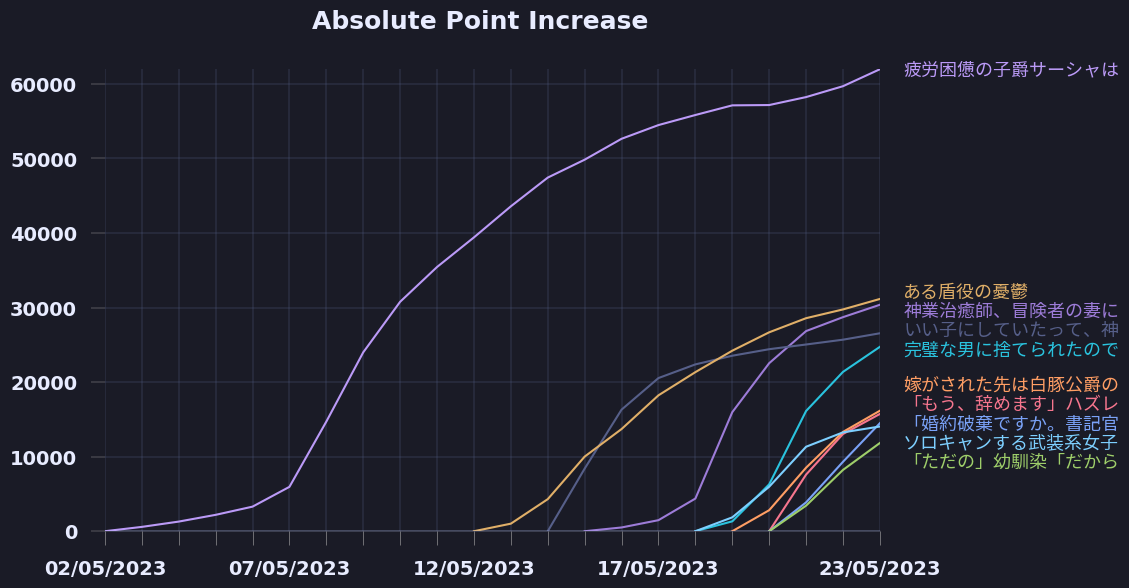 Absolute Point Increase
60000
50000
40000
30000
20000
10000
0
02/05/2023
07/05/2023
12/05/2023
17/05/2023
23/05/2023
疲労困憊の子爵サーシャは
ある盾役の憂鬱
神業治癒師、冒険者の妻に
いい子にしていたって、神
完璧な男に捨てられたので
嫁がされた先は白豚公爵の
「もう、辞めます」ハズレ
「婚約破棄ですか。書記官
ソロキャンする武装系女子
「ただの」幼馴染「だから